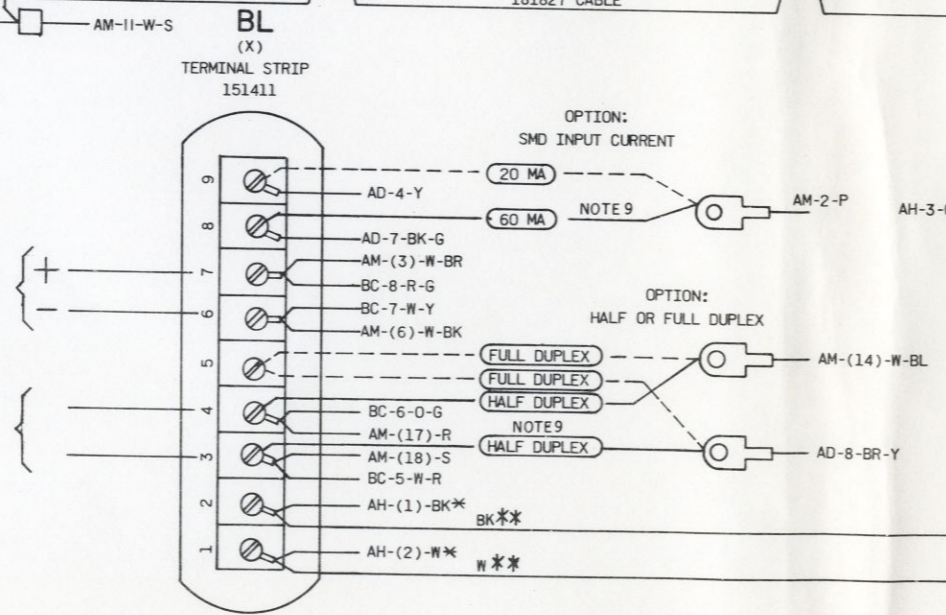 181827 CABLE
AM-11-W-S
BL
(X)
TERMINAL STRIP
151411
OPTION:
SMD INPUT CURRENT
9
20 MA
AD-4-Y
AM-2-P
8
60 MA
NOTE 9
AD-7-BK-G
+
7
AM-(3)-W-BR
BC-8-R-G
OPTION:
HALF OR FULL DUPLEX
−
6
BC-7-W-Y
AM-(6)-W-BK
5
FULL DUPLEX
AM-(14)-W-BL
FULL DUPLEX
HALF DUPLEX
4
BC-6-O-G
AM-(17)-R
NOTE9
HALF DUPLEX
3
AM-(18)-S
AD-8-BR-Y
BC-5-W-R
2
AH-(1)-BK*
BK**
1
AH-(2)-W*
W**